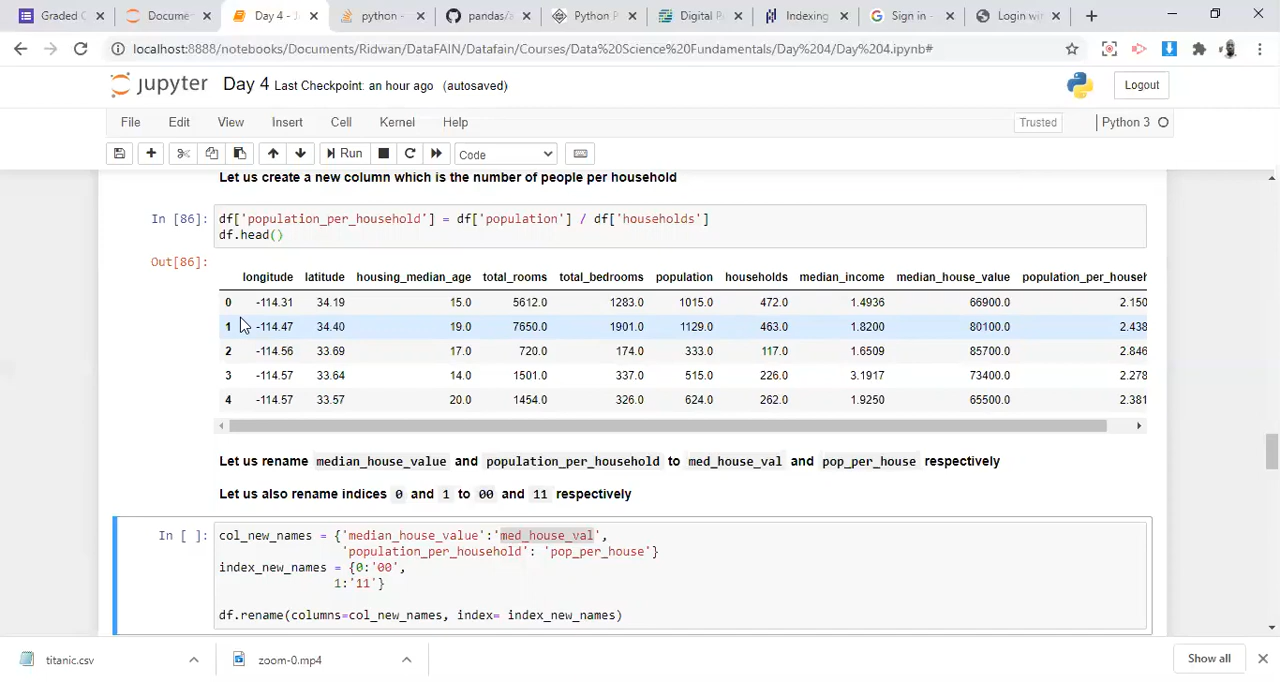 Graded C
Docume
Day 4 - J
python -
pandas/a
Python P
Digital P
Indexing
Sign in -
Login wi
localhost:8888/notebooks/Documents/Ridwan/DataFAIN/Datafain/Courses/Data%20Science%20Fundamentals/Day%204/Day%204.ipynb#
jupyter Day 4 Last Checkpoint: an hour ago (autosaved) Logout
File Edit View Insert Cell Kernel Help Trusted Python 3
Run Code
Let us create a new column which is the number of people per household
In [86]: df['population_per_household'] = df['population'] / df['households']
df.head()
Out[86]:
longitude latitude housing_median_age total_rooms total_bedrooms population households median_income median_house_value population_per_househ
0 -114.31 34.19 15.0 5612.0 1283.0 1015.0 472.0 1.4936 66900.0 2.150
1 -114.47 34.40 19.0 7650.0 1901.0 1129.0 463.0 1.8200 80100.0 2.438
2 -114.56 33.69 17.0 720.0 174.0 333.0 117.0 1.6509 85700.0 2.846
3 -114.57 33.64 14.0 1501.0 337.0 515.0 226.0 3.1917 73400.0 2.278
4 -114.57 33.57 20.0 1454.0 326.0 624.0 262.0 1.9250 65500.0 2.381
Let us rename median_house_value and population_per_household to med_house_val and pop_per_house respectively
Let us also rename indices 0 and 1 to 00 and 11 respectively
In [ ]: col_new_names = {'median_house_value':'med_house_val',
'population_per_household': 'pop_per_house'}
index_new_names = {0:'00',
1:'11'}
df.rename(columns=col_new_names, index= index_new_names)
titanic.csv
zoom-0.mp4
Show all